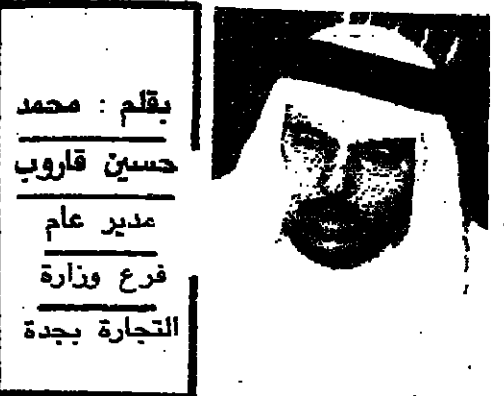 بقلم : محمد
حسين قاروب
مدير عام
فرع وزارة
التجارة بجدة